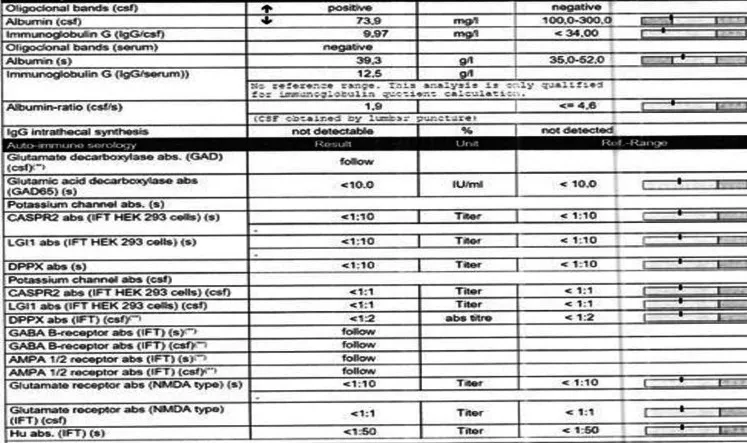 Oligoclonal bands (csf) positive negative
Albumin (csf) 73,9 mg/l 100,0-300,0
Immunoglobulin G (IgG/csf) 9,97 mg/l < 34,00
Oligoclonal bands (serum) negative
Albumin (s) 39,3 g/l 35,0-52,0
Immunoglobulin G (IgG/serum)) 12,5 g/l
No reference range. This analysis is only qualified
for immunoglobulin quotient calculation.
Albumin-ratio (csf/s) 1,9 <= 4,6
(CSF obtained by lumbar puncture)
IgG intrathecal synthesis not detectable % not detected
Auto-immune serology Result Unit Ref.-Range
Glutamate decarboxylase abs. (GAD) follow
(csf)(**)
Glutamic acid decarboxylase abs <10.0 IU/ml < 10,0
(GAD65) (s)
Potassium channel abs. (s)
CASPR2 abs (IFT HEK 293 cells) (s) <1:10 Titer < 1:10
-
LGI1 abs (IFT HEK 293 cells) (s) <1:10 Titer < 1:10
-
DPPX abs (s) <1:10 Titer < 1:10
Potassium channel abs (csf)
CASPR2 abs (IFT HEK 293 cells) (csf) <1:1 Titer < 1:1
LGI1 abs (IFT HEK 293 cells) (csf) <1:1 Titer < 1:1
DPPX abs (IFT) (csf)(**) <1:2 abs titre < 1:2
GABA B-receptor abs (IFT) (s)(**) follow
GABA B-receptor abs (IFT) (csf)(**) follow
AMPA 1/2 receptor abs (IFT) (s)(**) follow
AMPA 1/2 receptor abs (IFT) (csf)(**) follow
Glutamate receptor abs (NMDA type) (s) <1:10 Titer < 1:10
-
Glutamate receptor abs (NMDA type) <1:1 Titer < 1:1
(IFT) (csf)
Hu abs. (IFT) (s) <1:50 Titer < 1:50